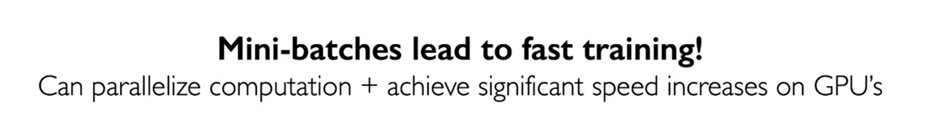 Mini-batches lead to fast training!
Can parallelize computation + achieve significant speed increases on GPU's